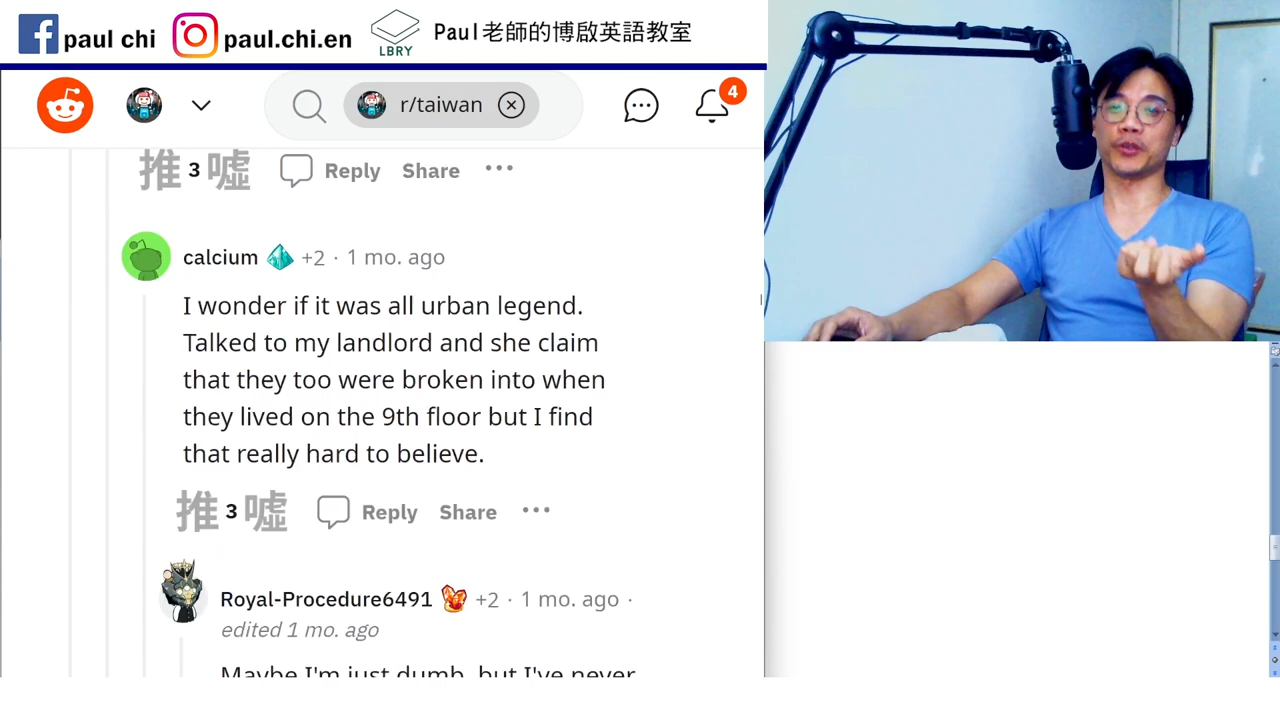 paul chi
paul.chi.en
LBRY
Paul老師的博啟英語教室
r/taiwan
4
推 3 噓 Reply Share
calcium +2 · 1 mo. ago
I wonder if it was all urban legend.
Talked to my landlord and she claim
that they too were broken into when
they lived on the 9th floor but I find
that really hard to believe.
推 3 噓 Reply Share
Royal-Procedure6491 +2 · 1 mo. ago ·
edited 1 mo. ago
Maybe I'm just dumb, but I've never